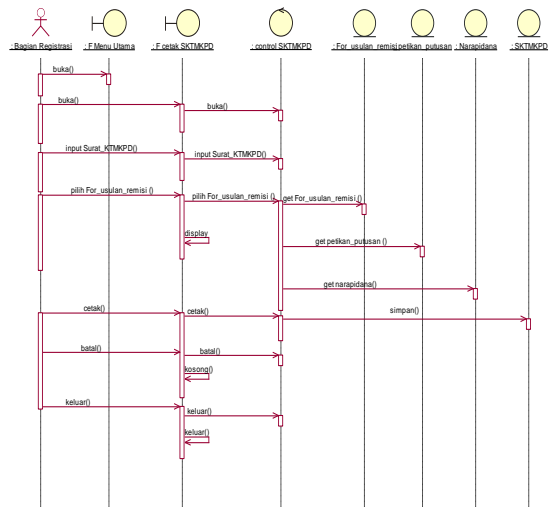 : Bagian Registrasi
: F Menu Utama
: F cetak SKTMKPD
: control SKTMKPD
: For_usulan_remisi
petikan_putusan
: Narapidana
: SKTMKPD
buka()
buka()
buka()
input Surat_KTMKPD()
input SKTMKPD()
pilih For_usulan_remisi ()
pilih For_usulan_remisi ()
get For_usulan_remisi ()
display
get petikan_putusan ()
get narapidana()
cetak()
cetak()
simpan()
batal()
batal()
kosong()
keluar()
keluar()
keluar()